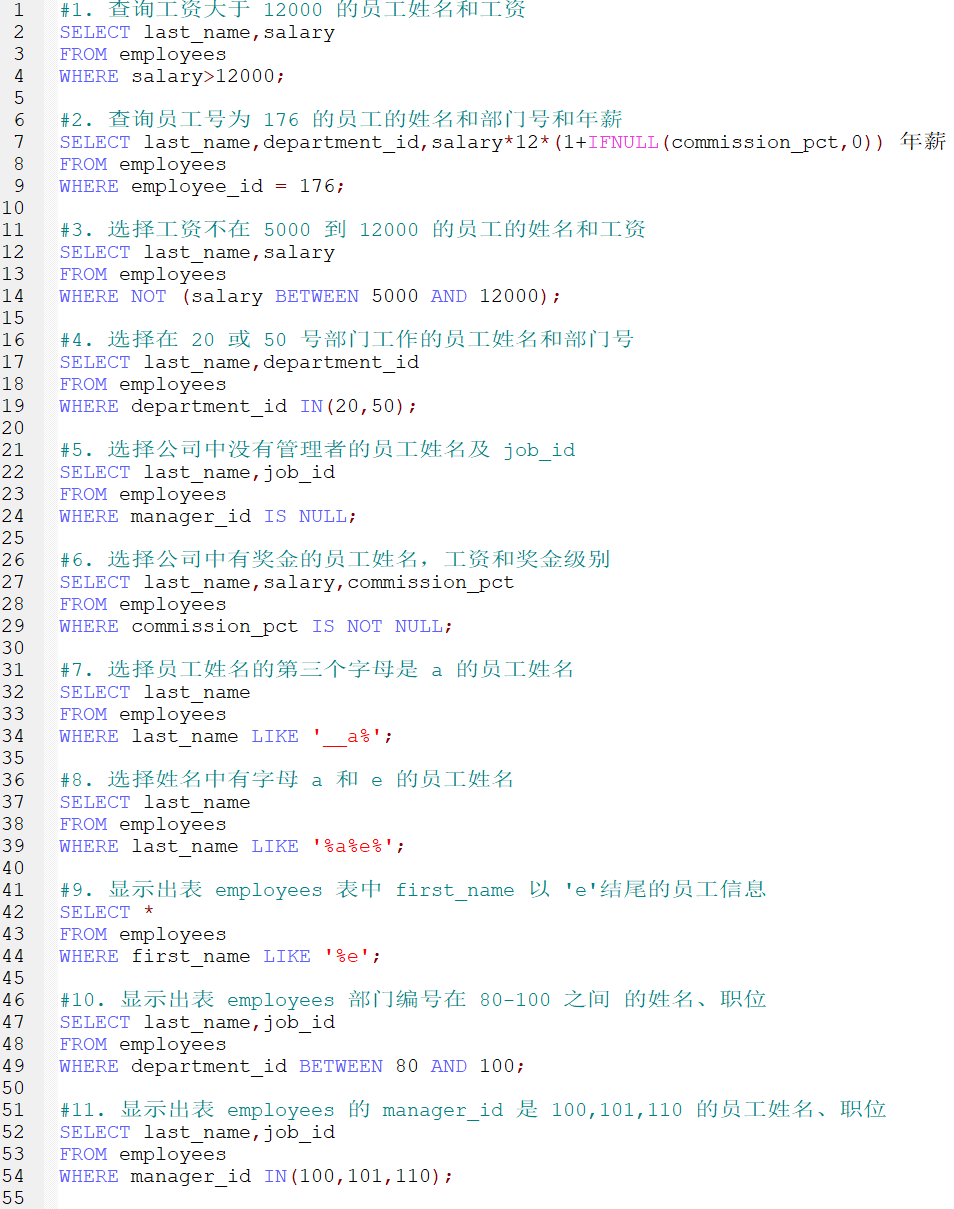 1 #1. 查询工资大于 12000 的员工姓名和工资
2 SELECT last_name,salary
3 FROM employees
4 WHERE salary>12000;
5
6 #2. 查询员工号为 176 的员工的姓名和部门号和年薪
7 SELECT last_name,department_id,salary*12*(1+IFNULL(commission_pct,0)) 年薪
8 FROM employees
9 WHERE employee_id = 176;
10
11 #3. 选择工资不在 5000 到 12000 的员工的姓名和工资
12 SELECT last_name,salary
13 FROM employees
14 WHERE NOT (salary BETWEEN 5000 AND 12000);
15
16 #4. 选择在 20 或 50 号部门工作的员工姓名和部门号
17 SELECT last_name,department_id
18 FROM employees
19 WHERE department_id IN(20,50);
20
21 #5. 选择公司中没有管理者的员工姓名及 job_id
22 SELECT last_name,job_id
23 FROM employees
24 WHERE manager_id IS NULL;
25
26 #6. 选择公司中有奖金的员工姓名，工资和奖金级别
27 SELECT last_name,salary,commission_pct
28 FROM employees
29 WHERE commission_pct IS NOT NULL;
30
31 #7. 选择员工姓名的第三个字母是 a 的员工姓名
32 SELECT last_name
33 FROM employees
34 WHERE last_name LIKE '__a%';
35
36 #8. 选择姓名中有字母 a 和 e 的员工姓名
37 SELECT last_name
38 FROM employees
39 WHERE last_name LIKE '%a%e%';
40
41 #9. 显示出表 employees 表中 first_name 以 'e'结尾的员工信息
42 SELECT *
43 FROM employees
44 WHERE first_name LIKE '%e';
45
46 #10. 显示出表 employees 部门编号在 80-100 之间 的姓名、职位
47 SELECT last_name,job_id
48 FROM employees
49 WHERE department_id BETWEEN 80 AND 100;
50
51 #11. 显示出表 employees 的 manager_id 是 100,101,110 的员工姓名、职位
52 SELECT last_name,job_id
53 FROM employees
54 WHERE manager_id IN(100,101,110);
55